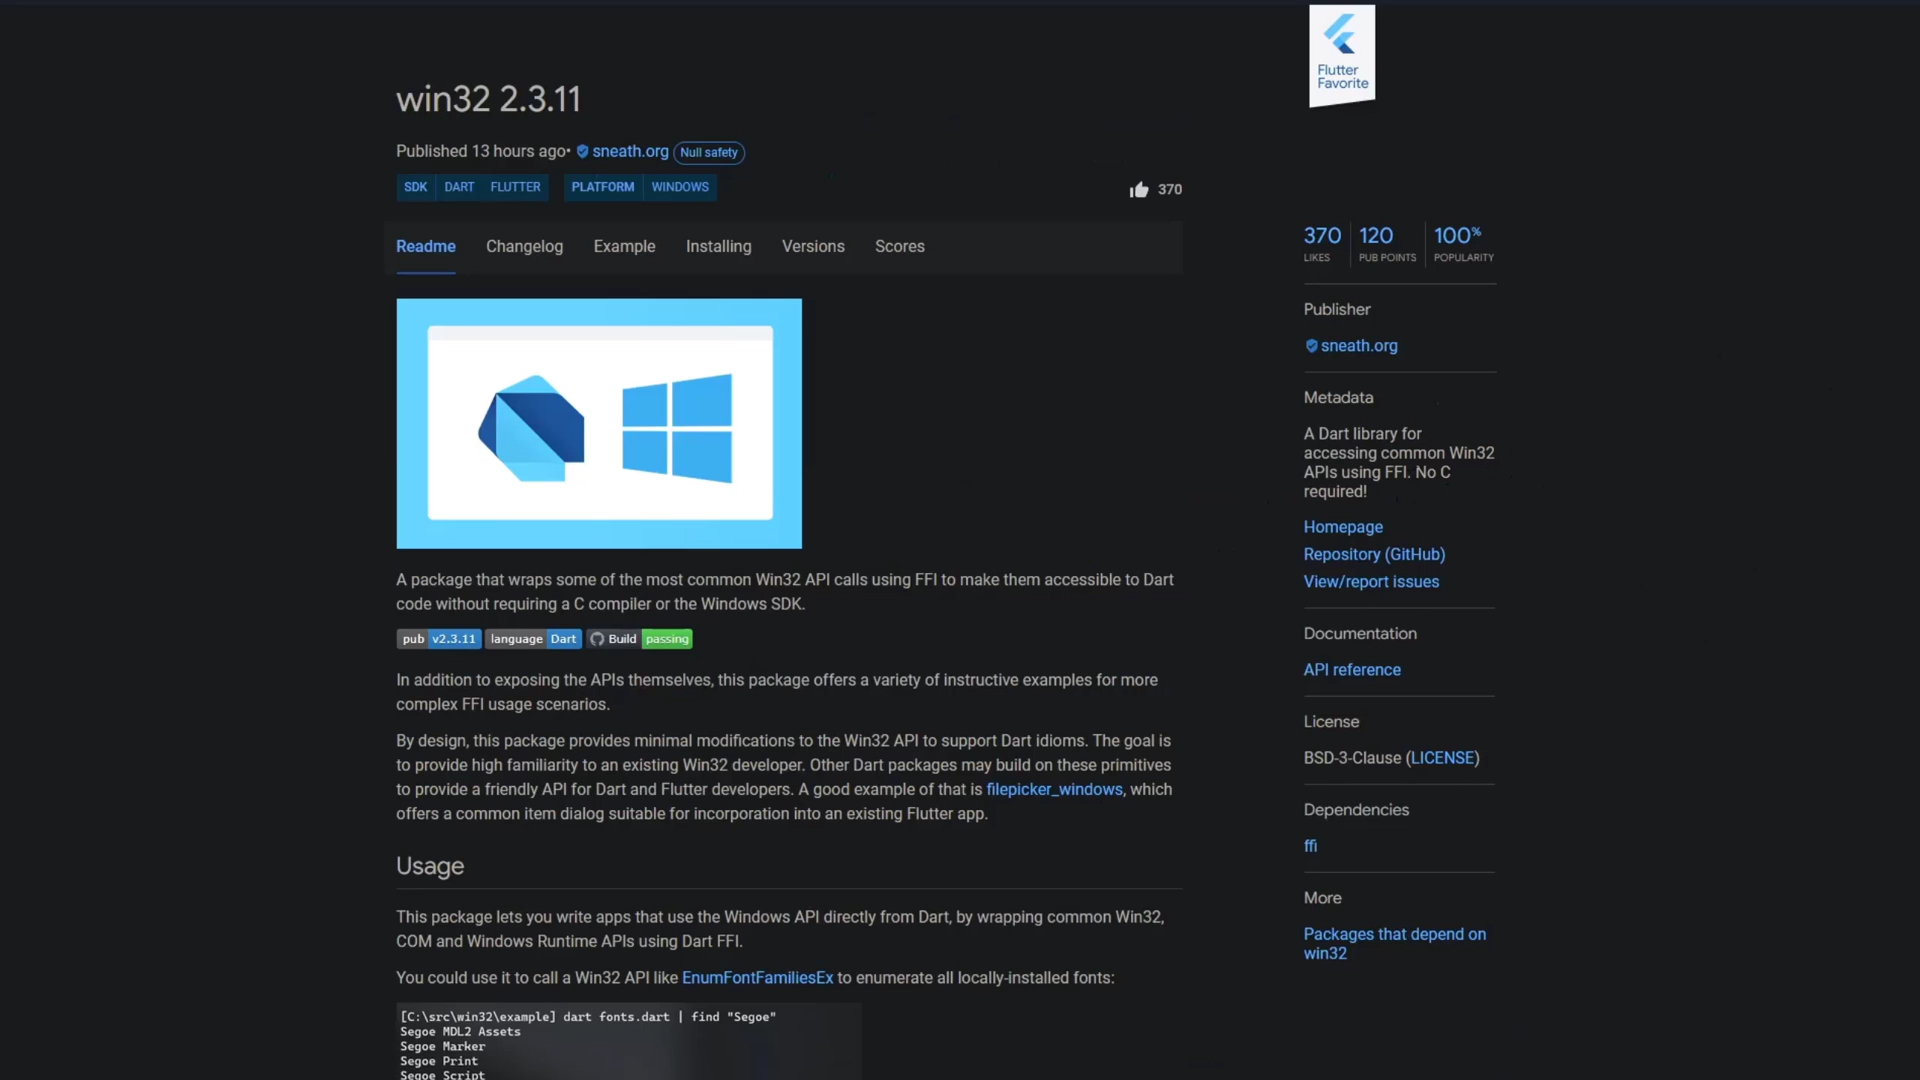 Flutter
Favorite
win32 2.3.11
Published 13 hours ago• sneath.org Null safety
SDK DART FLUTTER PLATFORM WINDOWS
370
Readme Changelog Example Installing Versions Scores
370 120 100%
LIKES PUB POINTS POPULARITY
Publisher
sneath.org
Metadata
A Dart library for
accessing common Win32
APIs using FFI. No C
required!
Homepage
Repository (GitHub)
View/report issues
Documentation
API reference
License
BSD-3-Clause (LICENSE)
Dependencies
ffi
More
Packages that depend on
win32
A package that wraps some of the most common Win32 API calls using FFI to make them accessible to Dart
code without requiring a C compiler or the Windows SDK.
pub v2.3.11 language Dart Build passing
In addition to exposing the APIs themselves, this package offers a variety of instructive examples for more
complex FFI usage scenarios.
By design, this package provides minimal modifications to the Win32 API to support Dart idioms. The goal is
to provide high familiarity to an existing Win32 developer. Other Dart packages may build on these primitives
to provide a friendly API for Dart and Flutter developers. A good example of that is filepicker_windows, which
offers a common item dialog suitable for incorporation into an existing Flutter app.
Usage
This package lets you write apps that use the Windows API directly from Dart, by wrapping common Win32,
COM and Windows Runtime APIs using Dart FFI.
You could use it to call a Win32 API like EnumFontFamiliesEx to enumerate all locally-installed fonts:
[C:\src\win32\example] dart fonts.dart | find "Segoe"
Segoe MDL2 Assets
Segoe Marker
Segoe Print
Segoe Script